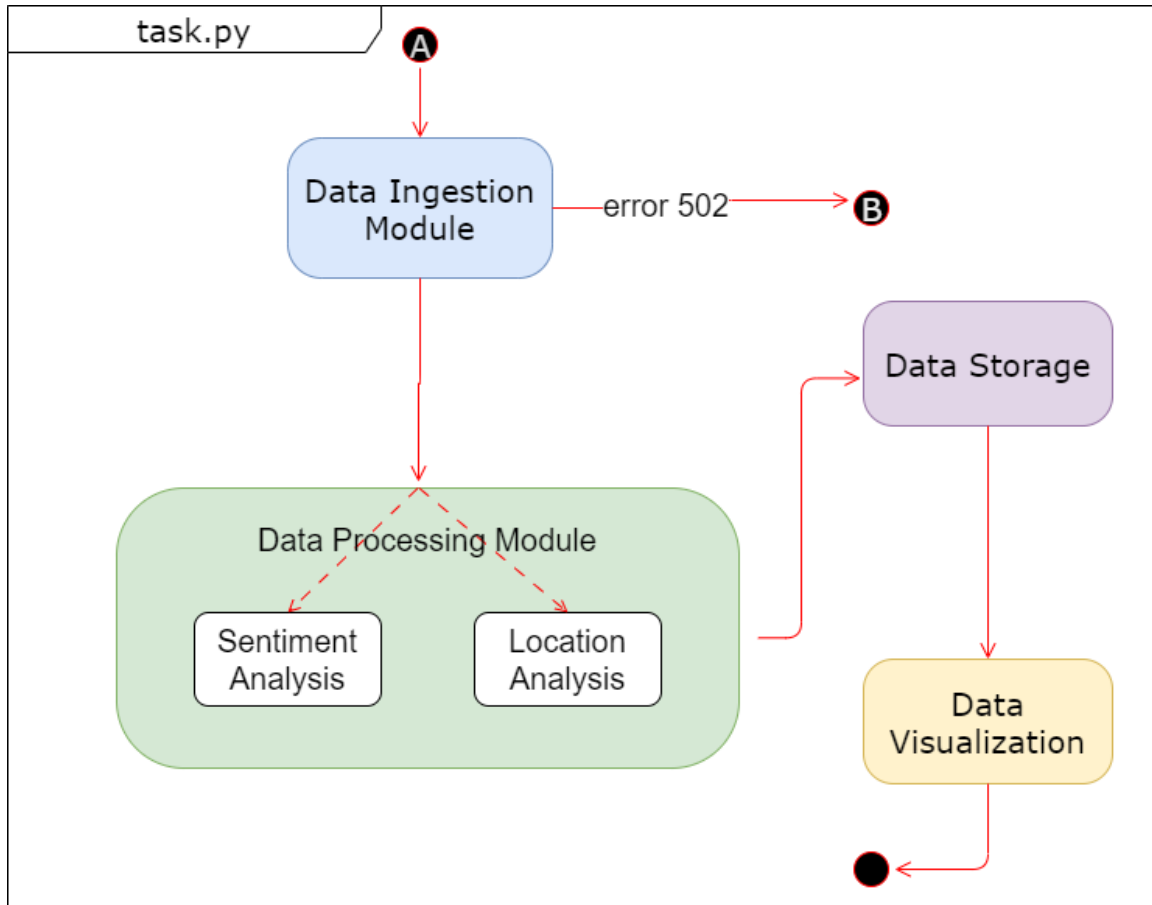 task.py
A
Data Ingestion
Module
error 502
B
Data Storage
Data Processing Module
Sentiment
Analysis
Location
Analysis
Data
Visualization